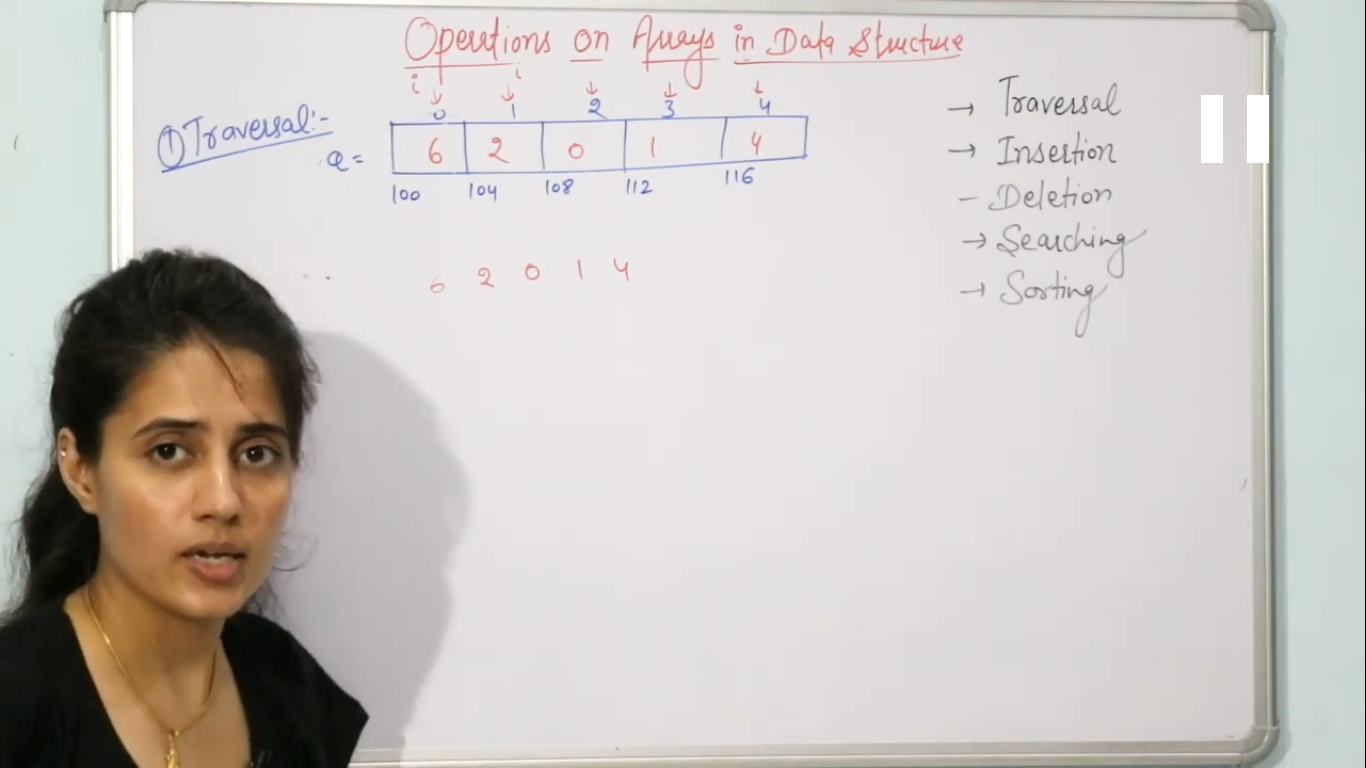 Operations on Arrays in Data Structure
i i
0 1 2 3 4
① Traversal:-
a = 6 2 0 1 4
100 104 108 112 116
6 2 0 1 4
→ Traversal
→ Insertion
- Deletion
→ Searching
→ Sorting